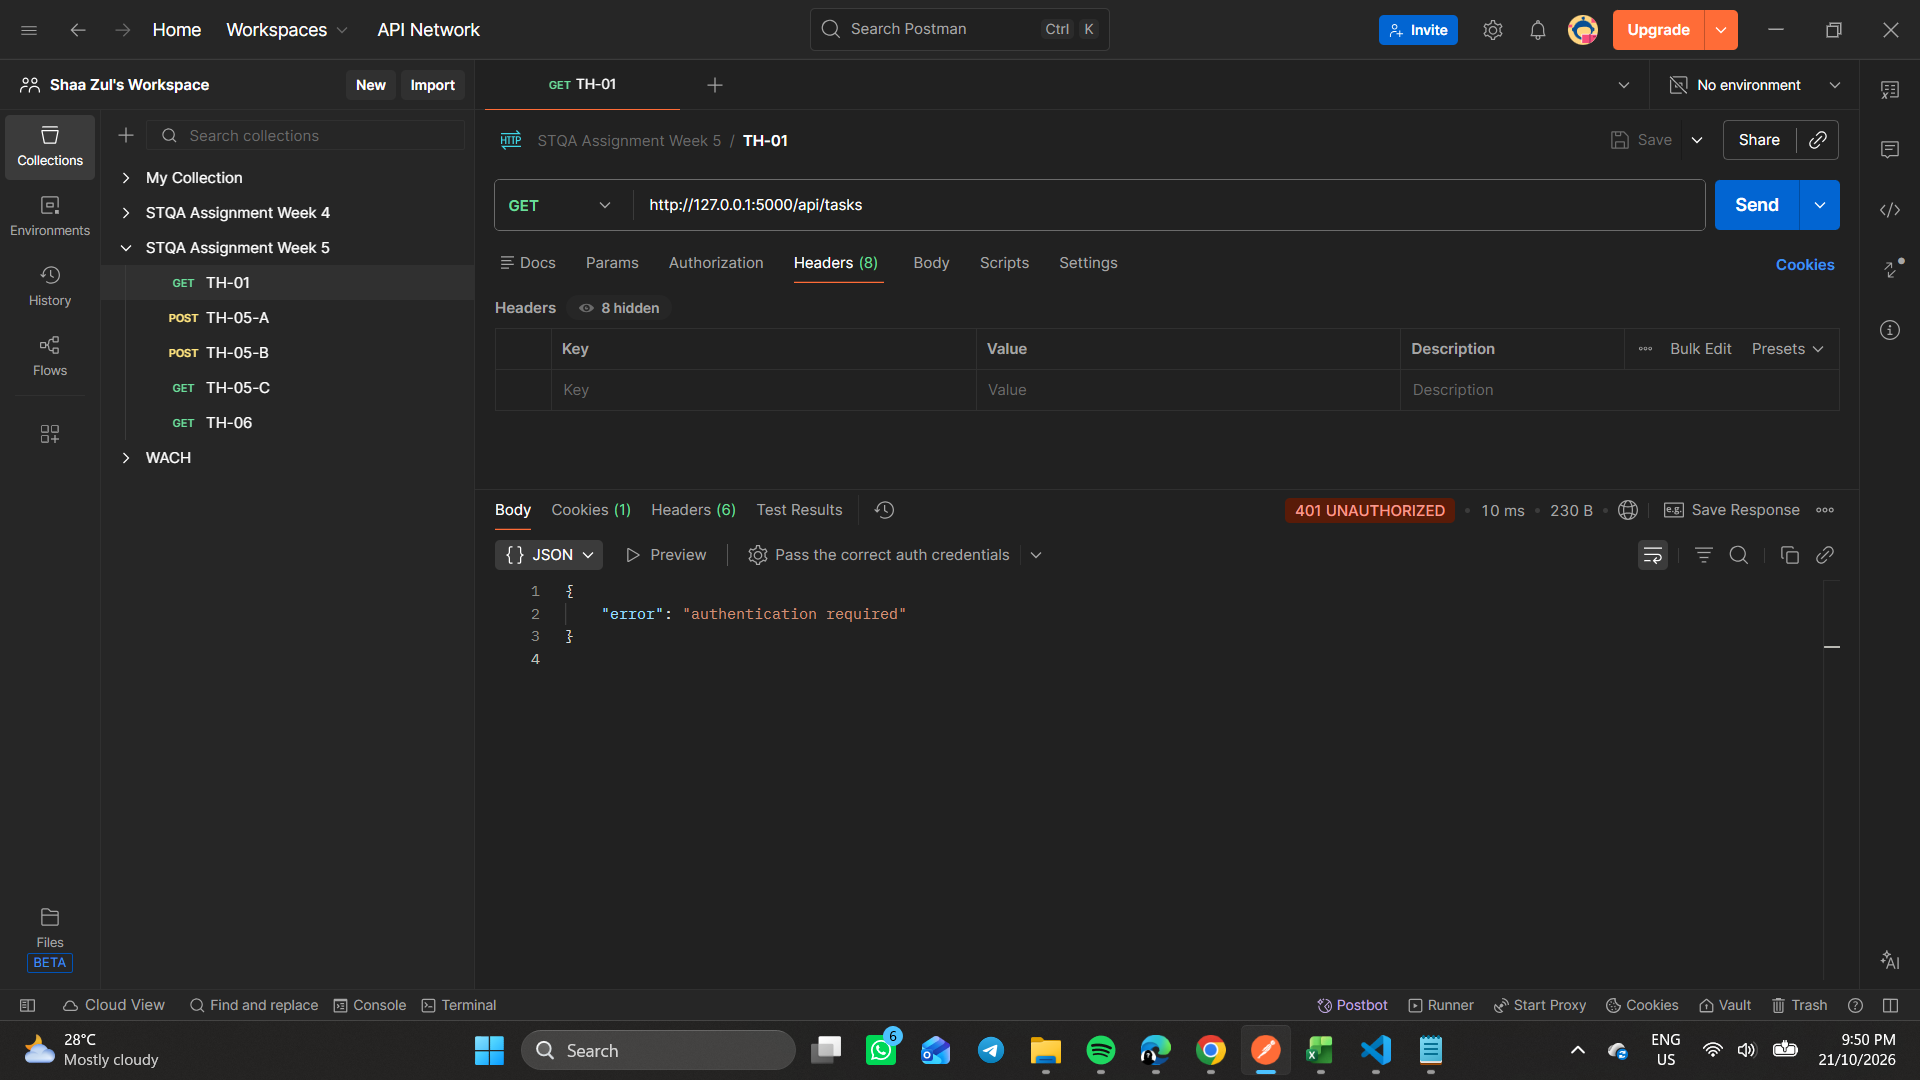 Home Workspaces API Network Search Postman Ctrl K Invite Upgrade
Shaa Zul's Workspace New Import GET TH-01 No environment
Search collections
STQA Assignment Week 5 / TH-01 Save Share
Collections
My Collection
GET http://127.0.0.1:5000/api/tasks Send
STQA Assignment Week 4
Environments
STQA Assignment Week 5
Docs Params Authorization Headers (8) Body Scripts Settings Cookies
GET TH-01
History
Headers 8 hidden
POST TH-05-A
Key Value Description Bulk Edit Presets
POST TH-05-B
Flows
GET TH-05-C
Key Value Description
GET TH-06
WACH
Body Cookies (1) Headers (6) Test Results 401 UNAUTHORIZED 10 ms 230 B e.g. Save Response
{} JSON Preview Pass the correct auth credentials
1 {
2 "error": "authentication required"
3 }
4
Files
BETA
AI
Cloud View Find and replace Console Terminal Postbot Runner Start Proxy Cookies Vault Trash
28°C
Mostly cloudy
Search
6
ENG
US
9:50 PM
21/10/2026